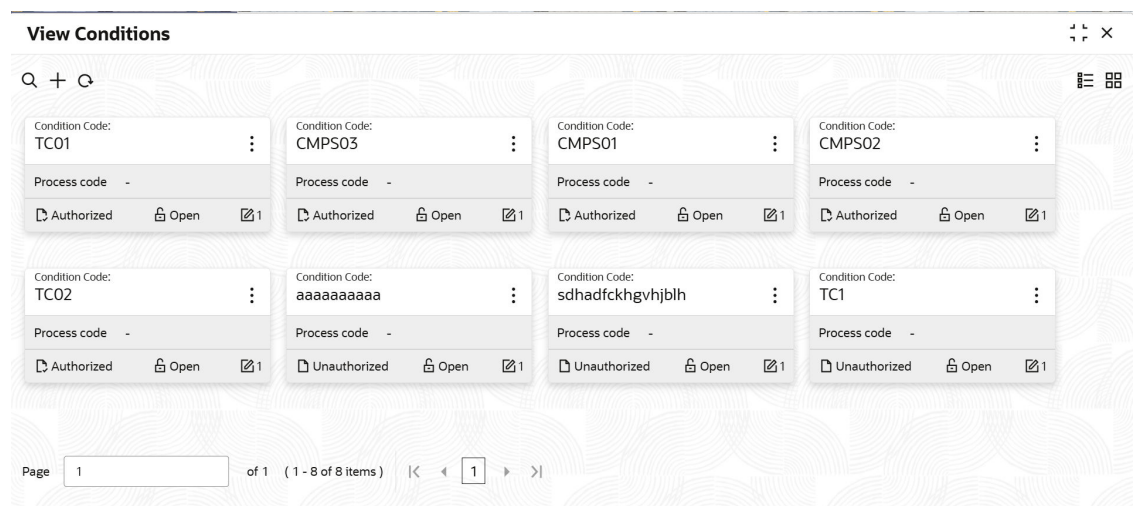 View Conditions
Condition Code: Condition Code: Condition Code: Condition Code:
TC01 CMPS03 CMPS01 CMPS02
Process code - Process code - Process code - Process code -
Authorized Open 1 Authorized Open 1 Authorized Open 1 Authorized Open 1
Condition Code: Condition Code: Condition Code: Condition Code:
TC02 aaaaaaaaaa sdhadfckhgvhjblh TC1
Process code - Process code - Process code - Process code -
Authorized Open 1 Unauthorized Open 1 Unauthorized Open 1 Unauthorized Open 1
Page 1 of 1 ( 1 - 8 of 8 items ) 1